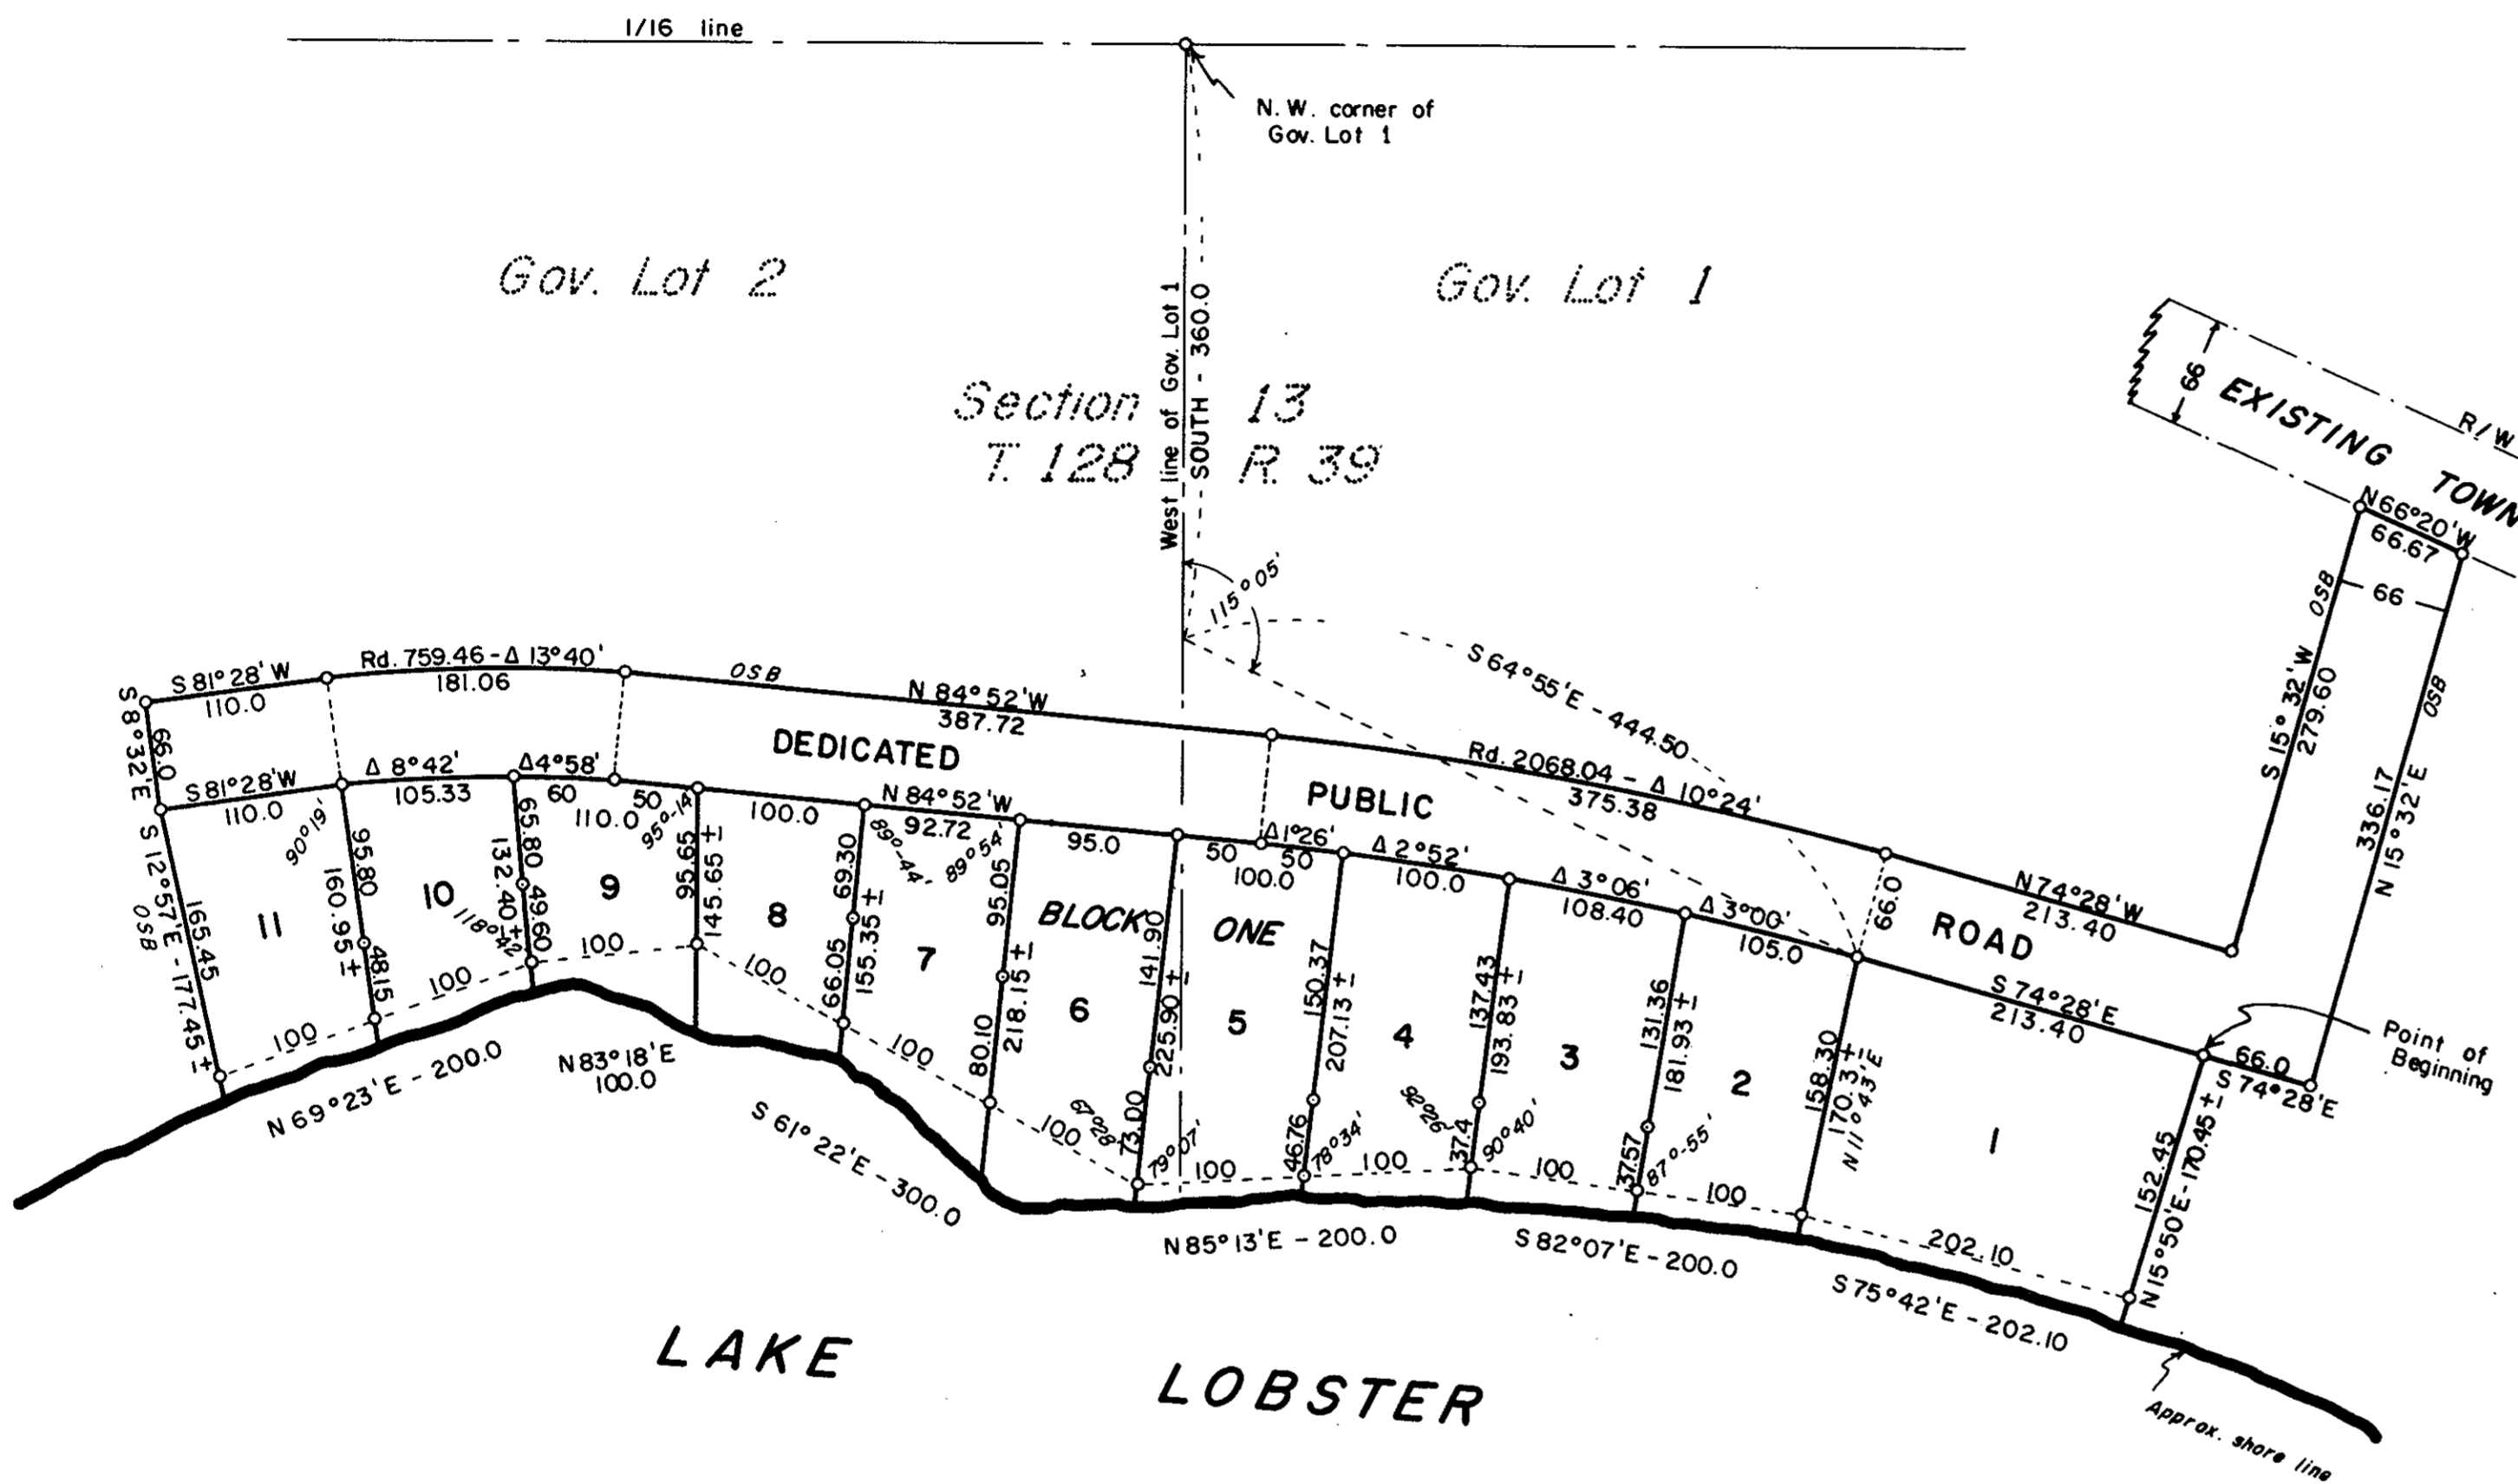 1/16 line
N.W. corner of
Gov. Lot 1
Gov. Lot 2
Gov. Lot 1
West line of Gov. Lot 1
SOUTH - 360.0
Section 13
T. 128 R. 39
66
EXISTING TOWN
R/W
N 66°20'W
66.67
66
OSB
S 15° 32'W
279.60
OSB
336.17
N 15°32'E
115°05'
S 64°55'E - 444.50
S 81°28'W
110.0
Rd. 759.46 - Δ 13°40'
181.06
OSB
N 84°52'W
387.72
Rd. 2068.04 - Δ 10°24'
375.38
N 74°28'W
213.40
S 8°32'E
66.0
DEDICATED
PUBLIC
ROAD
66.0
S 81°28'W
110.0
Δ 8°42'
105.33
Δ 4°58'
60
50
110.0
100.0
N 84°52'W
92.72
95.0
50
Δ 1°26'
50
100.0
Δ 2°52'
100.0
Δ 3°06'
108.40
Δ 3°00'
105.0
S 74°28'E
213.40
66.0
S 74°28'E
Point of
Beginning
S 12°57'E - 177.45 ±
165.45
OSB
90°19'
95.80
160.95 ±
48.15
65.80
132.40 ±
49.60
118°-42'
95°-14'
145.65 ±
69.30
155.35 ±
66.05
89°-44'
89°54'
95.05
218.15 ±
80.10
141.90
225.90 ±
73.00
79°07'
150.37
207.13 ±
46.76
78°34'
137.43
193.83 ±
37.4
90°40'
131.36
181.93 ±
37.57
87°-55'
158.30
170.3 ±
N 11°43'E
152.45
N 15°50'E - 170.45 ±
11
10
9
8
7
BLOCK ONE
6
5
4
3
2
1
100
100
100
100
100
100
100
100
100
100
202.10
N 69°23'E - 200.0
N 83°18'E
100.0
S 61° 22'E - 300.0
N 85°13'E - 200.0
S 82°07'E - 200.0
S 75°42'E - 202.10
LAKE LOBSTER
Approx. shore line